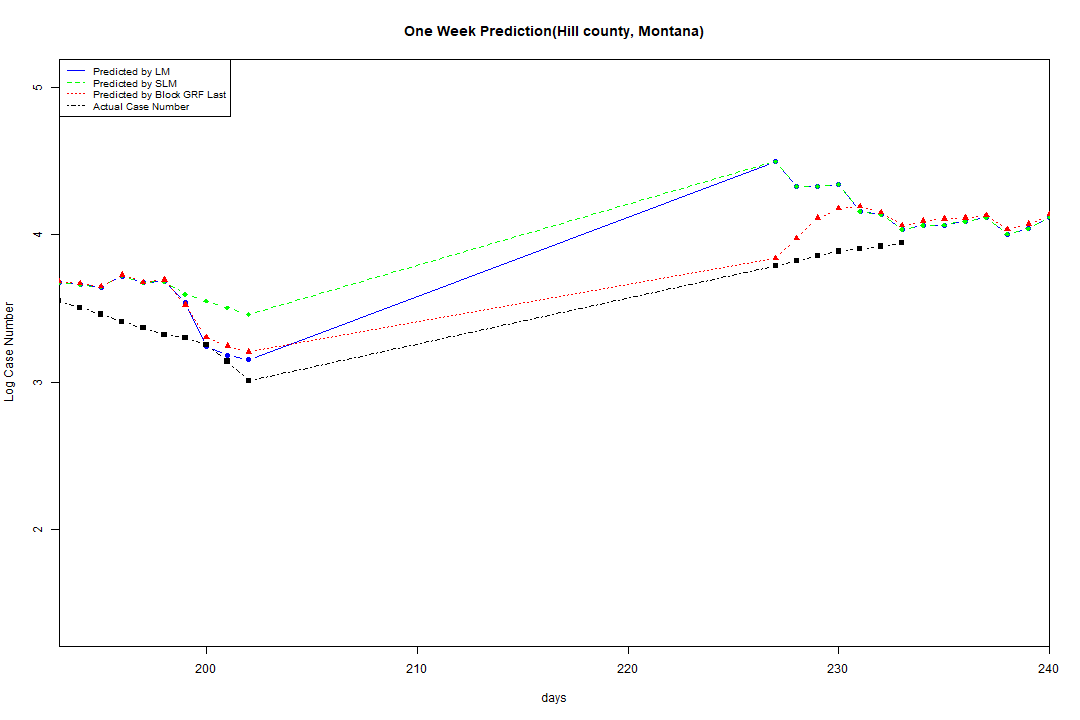 One Week Prediction(Hill county, Montana)
Predicted by LM
Predicted by SLM
Predicted by Block GRF Last
Actual Case Number
5
4
3
2
Log Case Number
200
210
220
230
240
days